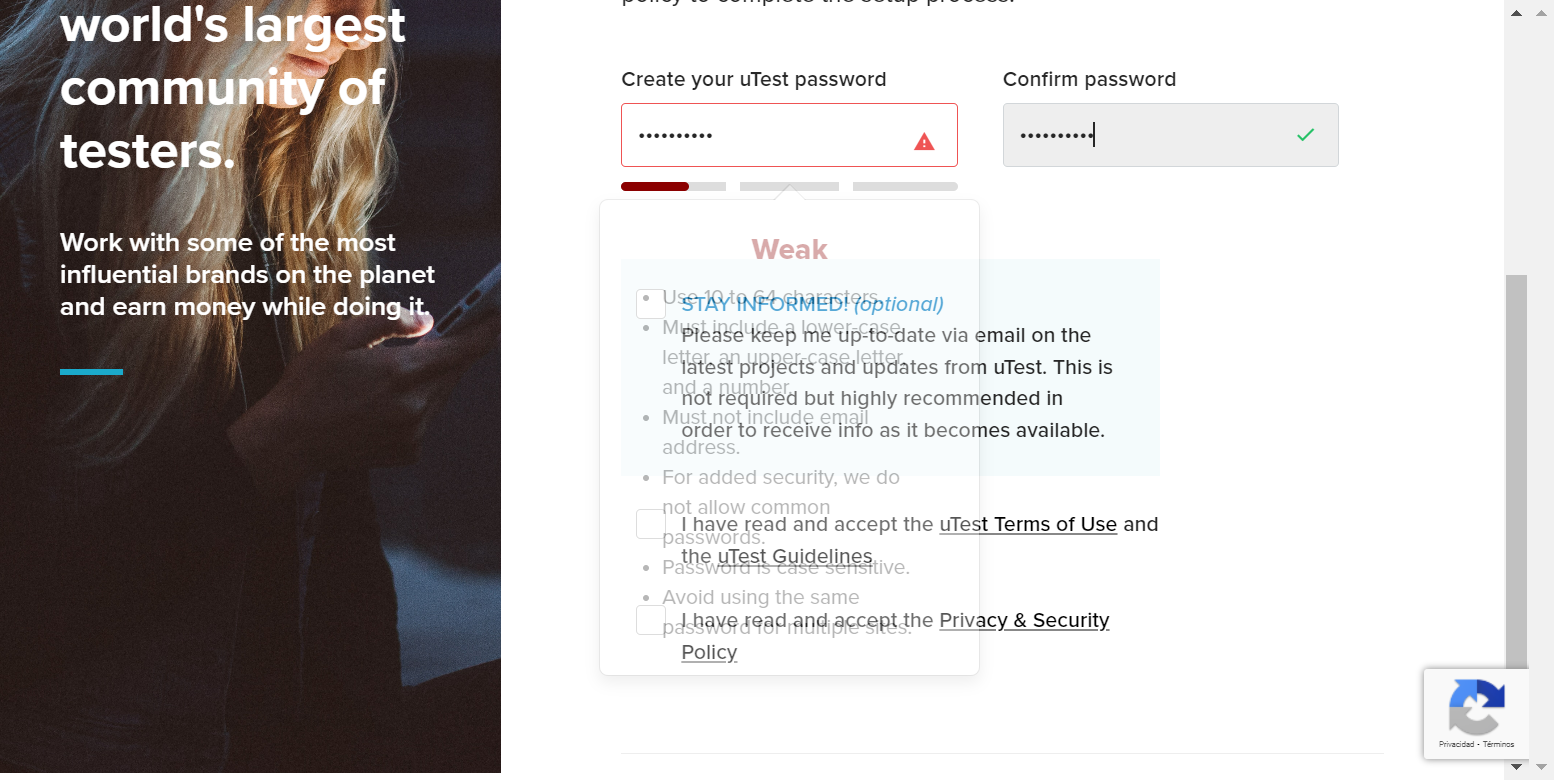 world's largest
community of
testers.
Work with some of the most
influential brands on the planet
and earn money while doing it.
policy to complete the setup process.
Create your uTest password
Confirm password
••••••••••
••••••••••
Weak
• Use 10 to 64 characters.
• Must include a lower-case
letter, an upper-case letter,
and a number.
• Must not include email
address.
• For added security, we do
not allow common
passwords.
• Password is case sensitive.
• Avoid using the same
password for multiple sites.
STAY INFORMED! (optional)
Please keep me up-to-date via email on the
latest projects and updates from uTest. This is
not required but highly recommended in
order to receive info as it becomes available.
I have read and accept the uTest Terms of Use and
the uTest Guidelines
I have read and accept the Privacy & Security
Policy
Privacidad - Términos